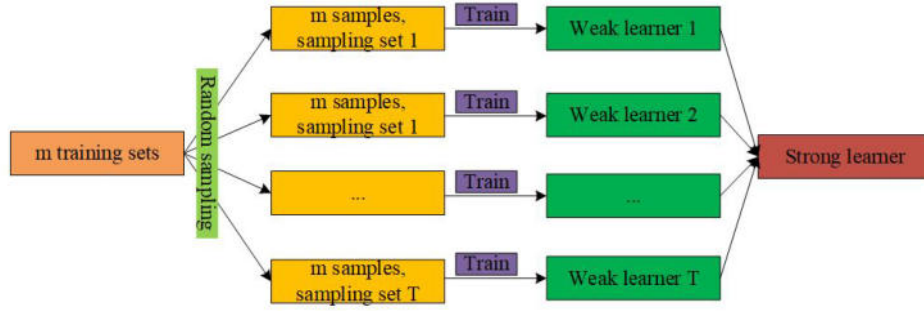 m training sets
Random sampling
m samples,
sampling set 1
Train
Weak learner 1
m samples,
sampling set 1
Train
Weak learner 2
...
Train
...
m samples,
sampling set T
Train
Weak learner T
Strong learner